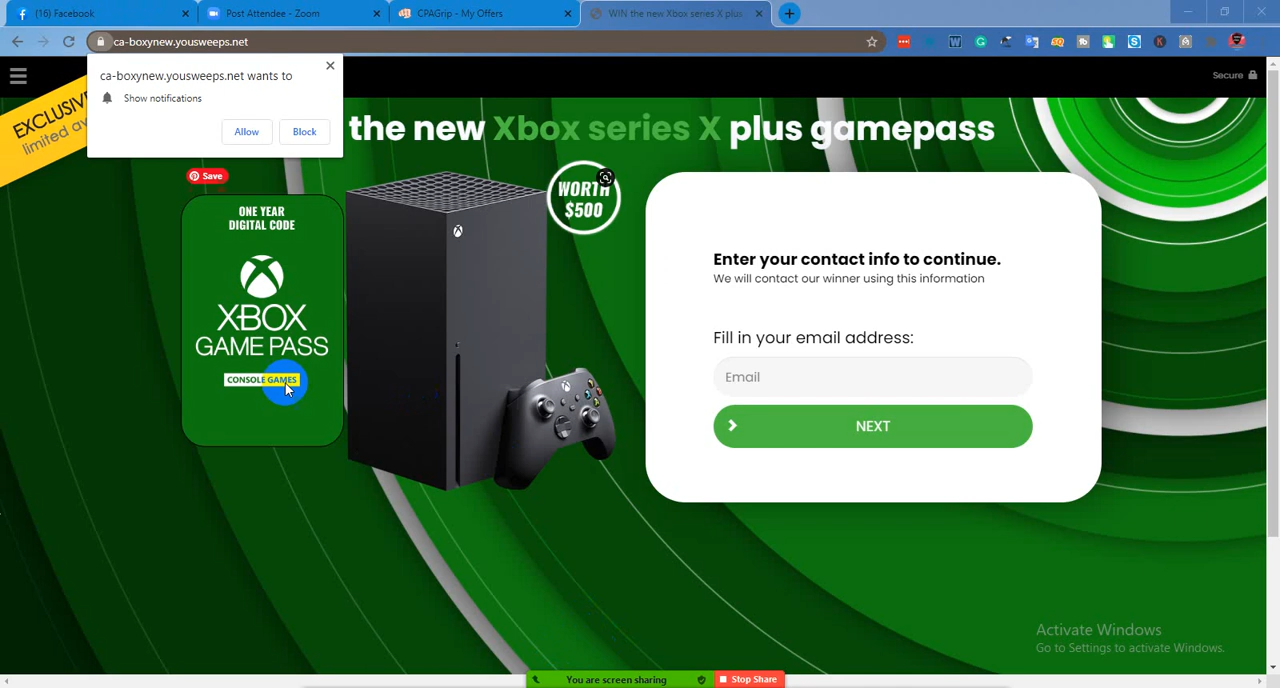 (16) Facebook
Post Attendee - Zoom
CPAGrip - My Offers
WIN the new Xbox series X plus
ca-boxynew.yousweeps.net
ca-boxynew.yousweeps.net wants to
Show notifications
Allow
Block
Secure
EXCLUSIVE
limited av
the new Xbox series X plus gamepass
Save
WORTH
$500
ONE YEAR
DIGITAL CODE
XBOX
GAME PASS
CONSOLE GAMES
Enter your contact info to continue.
We will contact our winner using this information
Fill in your email address:
Email
NEXT
Activate Windows
Go to Settings to activate Windows.
You are screen sharing
Stop Share